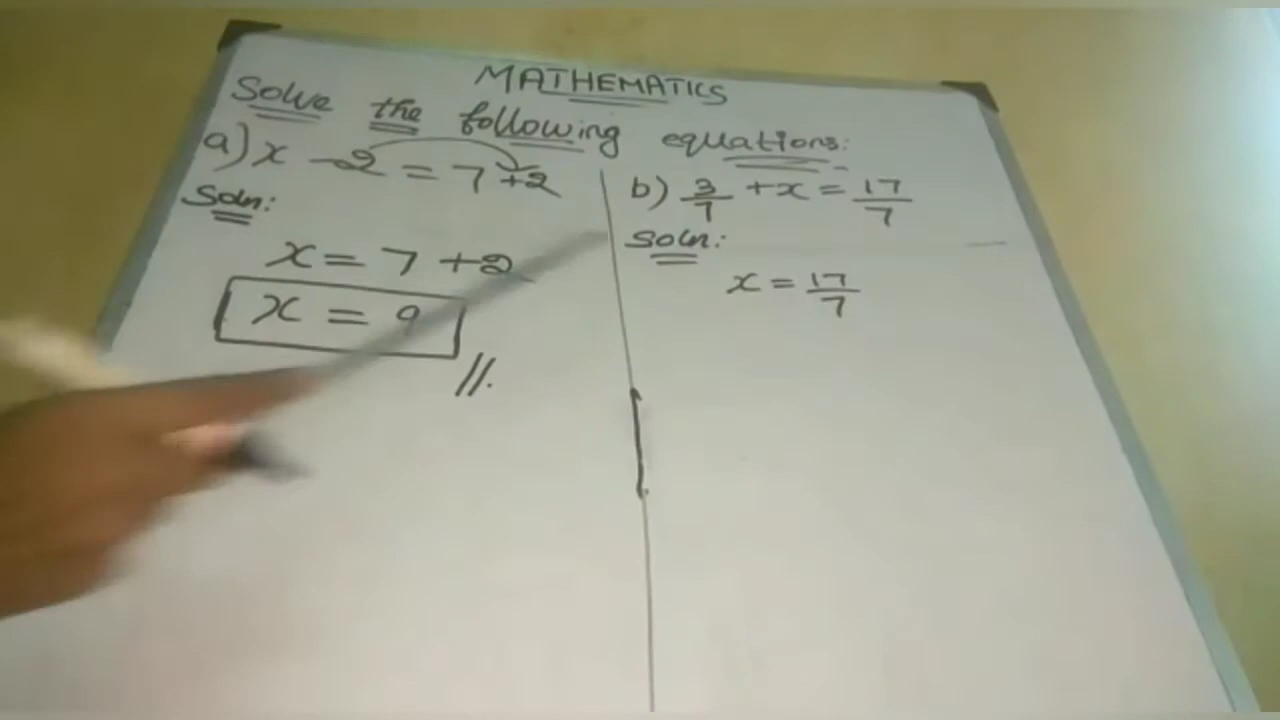 MATHEMATICS
Solve the following equations:
a) x - 2 = 7 +2
Soln:
x = 7 + 2
x = 9
//.
b) 3/7 + x = 17/7
Soln:
x = 17/7